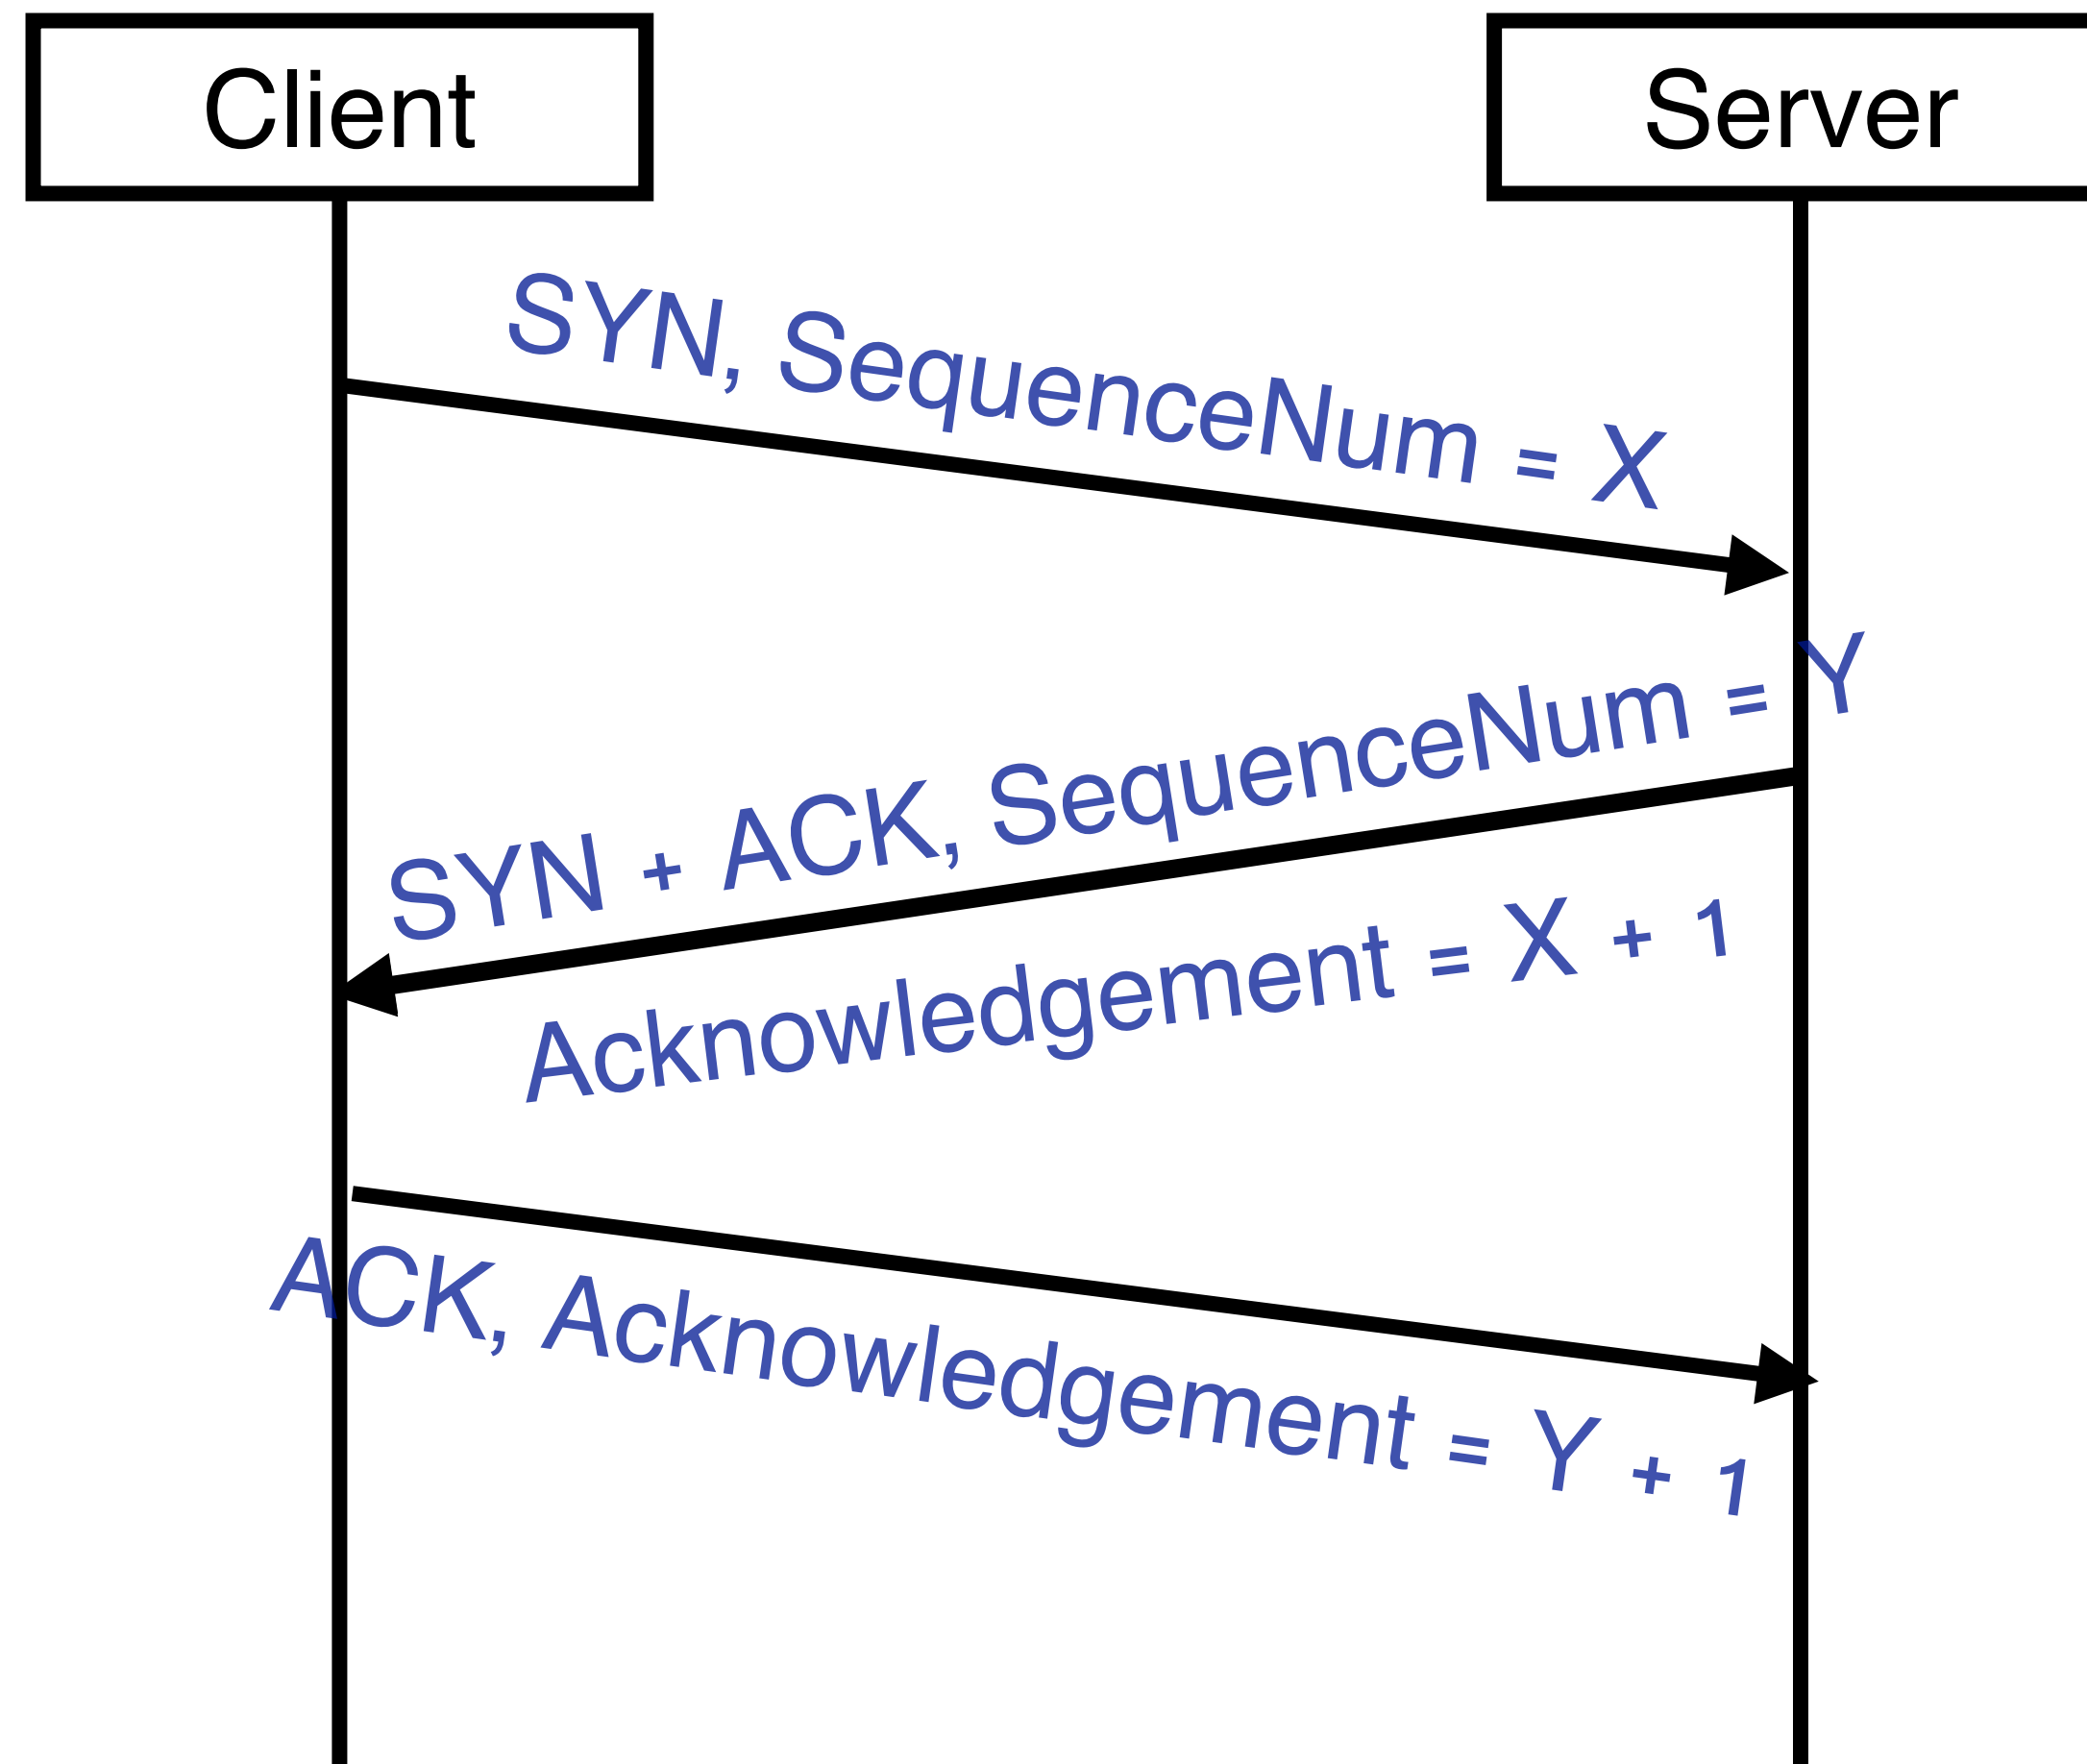 Client
Server
SYN, SequenceNum = X
SYN + ACK, SequenceNum = Y
Acknowledgement = X + 1
ACK, Acknowledgement = Y + 1